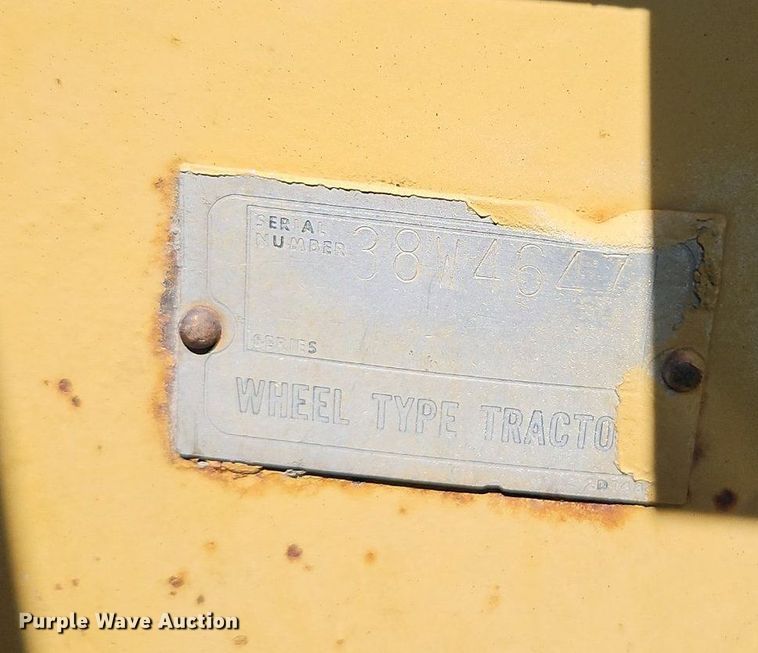 SERIAL
NUMBER 38W4647
SERIES
WHEEL TYPE TRACTO
Purple Wave Auction